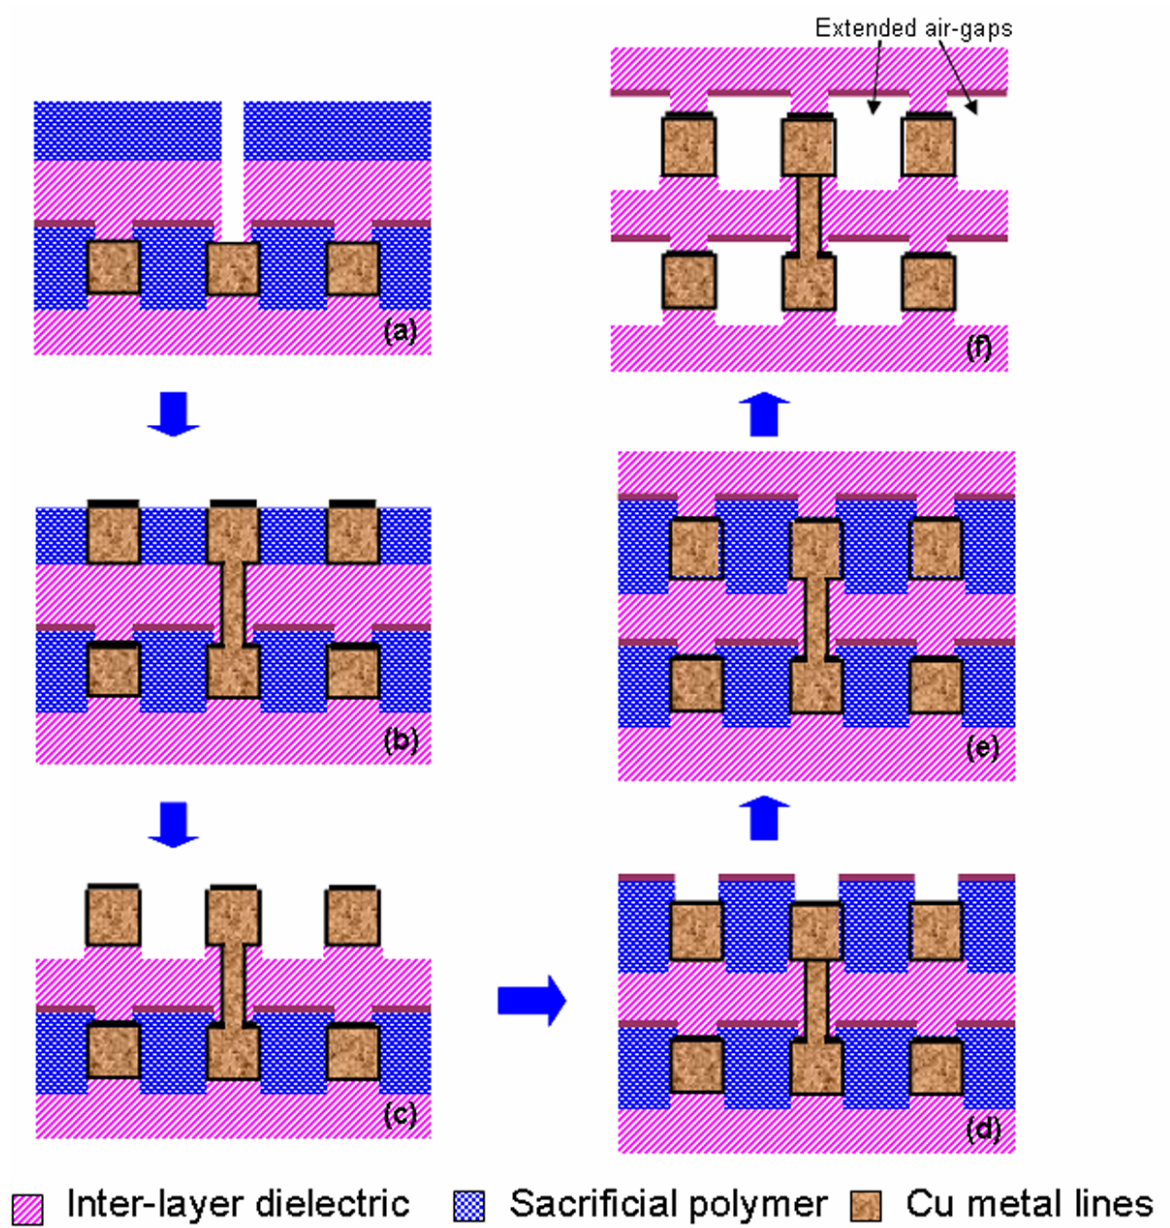 Extended air-gaps
(a)
(f)
(b)
(e)
(c)
(d)
Inter-layer dielectric Sacrificial polymer Cu metal lines